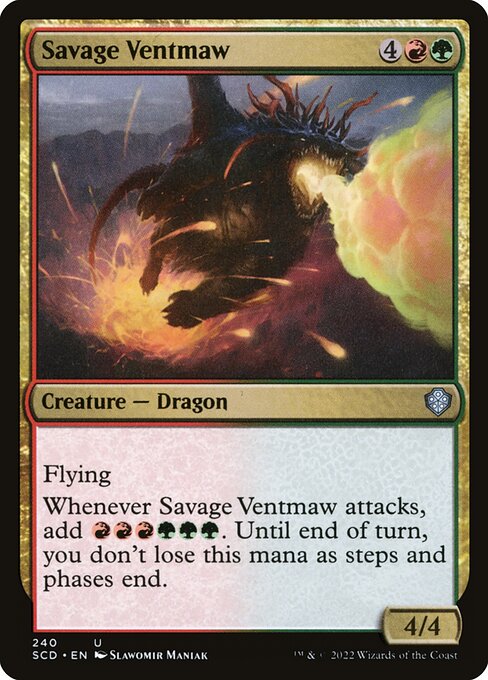 Savage Ventmaw 4
Creature — Dragon
Flying
Whenever Savage Ventmaw attacks,
add . Until end of turn,
you don't lose this mana as steps and
phases end.
4/4
240 U
SCD • EN Slawomir Maniak ™ & © 2022 Wizards of the Coast